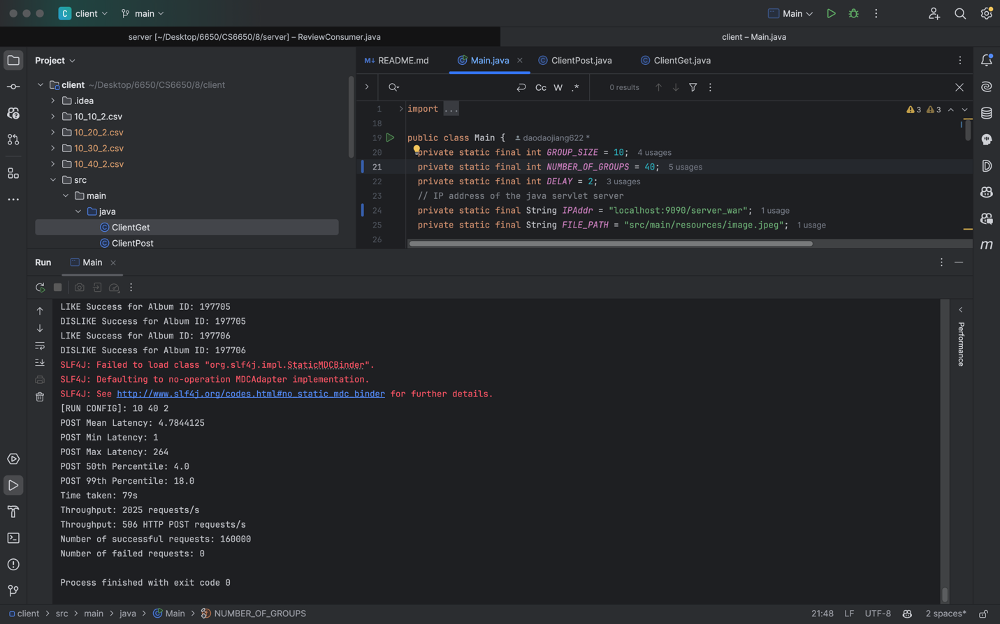 C client main Main
server [~/Desktop/6650/CS6650/8/server] – ReviewConsumer.java
client – Main.java
Project
client ~/Desktop/6650/CS6650/8/client
.idea
10_10_2.csv
10_20_2.csv
10_30_2.csv
10_40_2.csv
src
main
java
ClientGet
ClientPost
M↓ README.md Main.java ClientPost.java ClientGet.java
Cc W .* 0 results
1 import ... 3 3
18
19 public class Main { daodaojiang622 *
20 private static final int GROUP_SIZE = 10; 4 usages
21 private static final int NUMBER_OF_GROUPS = 40; 5 usages
22 private static final int DELAY = 2; 3 usages
23 // IP address of the java servlet server
24 private static final String IPAddr = "localhost:9090/server_war"; 1 usage
25 private static final String FILE_PATH = "src/main/resources/image.jpeg"; 1 usage
26
Run Main
LIKE Success for Album ID: 197705
DISLIKE Success for Album ID: 197705
LIKE Success for Album ID: 197706
DISLIKE Success for Album ID: 197706
SLF4J: Failed to load class "org.slf4j.impl.StaticMDCBinder".
SLF4J: Defaulting to no-operation MDCAdapter implementation.
SLF4J: See http://www.slf4j.org/codes.html#no_static_mdc_binder for further details.
[RUN CONFIG]: 10 40 2
POST Mean Latency: 4.7844125
POST Min Latency: 1
POST Max Latency: 264
POST 50th Percentile: 4.0
POST 99th Percentile: 18.0
Time taken: 79s
Throughput: 2025 requests/s
Throughput: 506 HTTP POST requests/s
Number of successful requests: 160000
Number of failed requests: 0
Process finished with exit code 0
Performance
m
client > src > main > java > Main > NUMBER_OF_GROUPS
21:48 LF UTF-8 2 spaces*